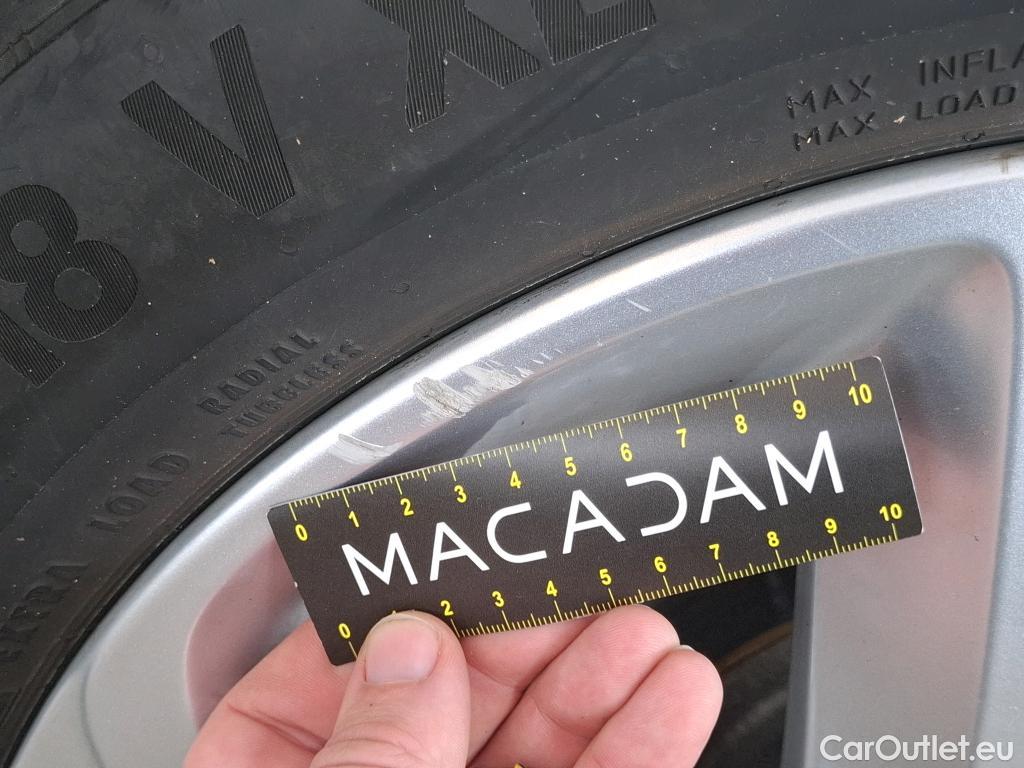 18 V XL
MAX INFLA
MAX LOAD
RADIAL
TUBELESS
EXTRA LOAD
0 1 2 3 4 5 6 7 8 9 10
MACADAM
0 1 2 3 4 5 6 7 8 9 10
CarOutlet.eu